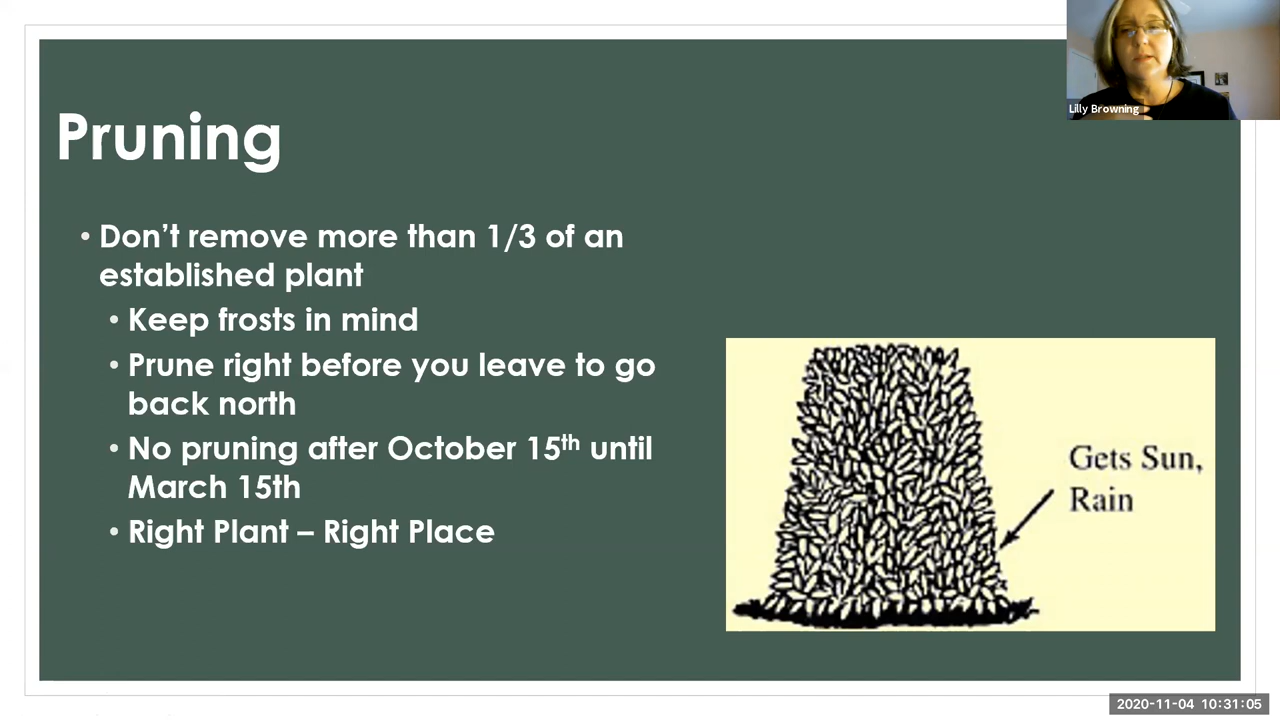 Lilly Browning
Pruning
• Don’t remove more than 1/3 of an
established plant
• Keep frosts in mind
• Prune right before you leave to go
back north
• No pruning after October 15th until
March 15th
• Right Plant – Right Place
Gets Sun,
Rain
2020-11-04 10:31:05